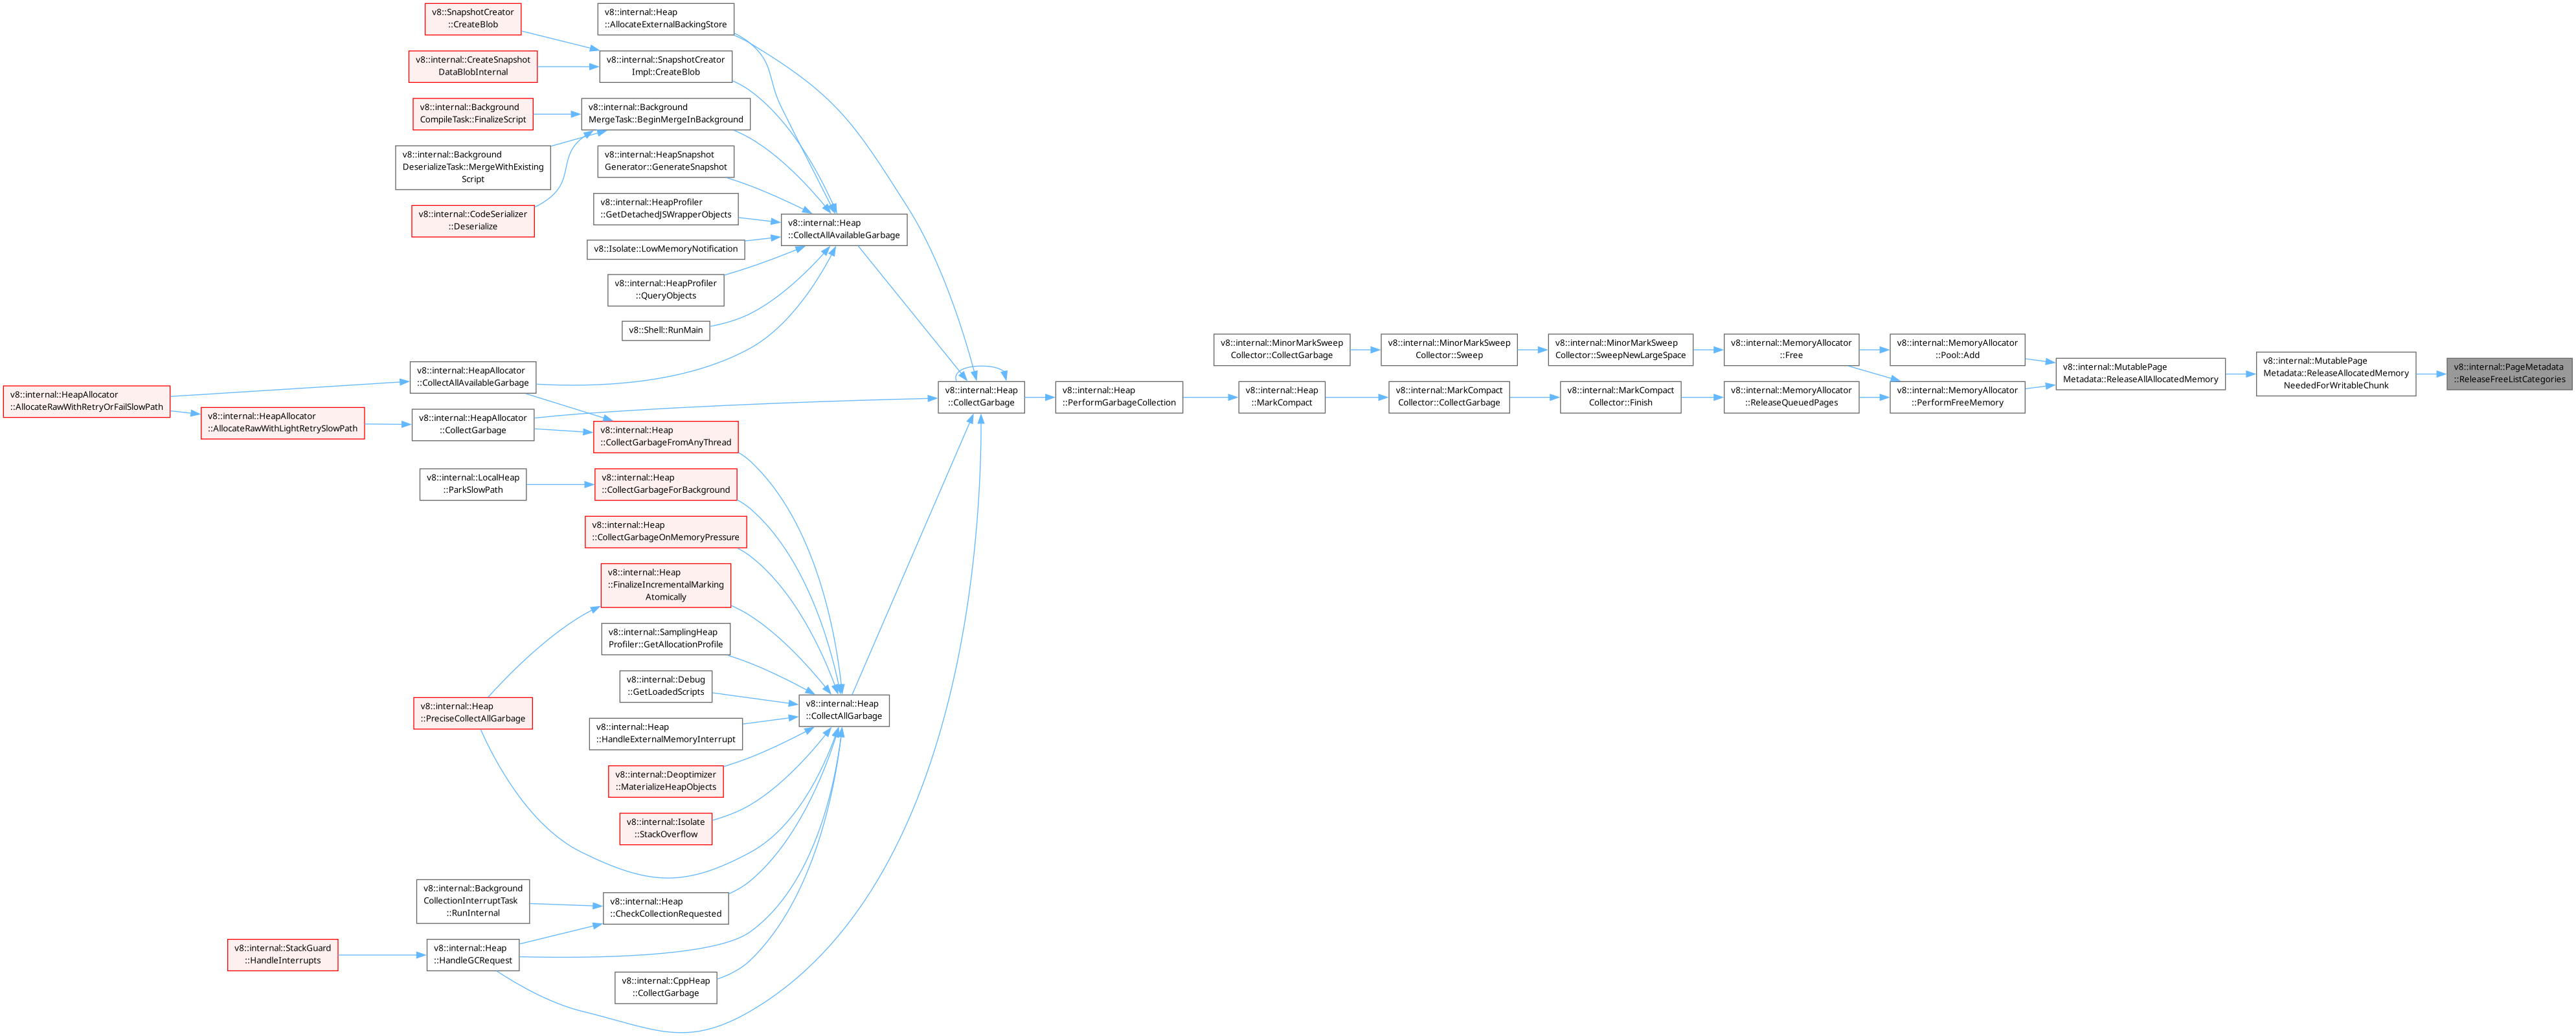 v8::SnapshotCreator
::CreateBlob
v8::internal::CreateSnapshot
DataBlobInternal
v8::internal::Background
CompileTask::FinalizeScript
v8::internal::Background
DeserializeTask::MergeWithExisting
Script
v8::internal::CodeSerializer
::Deserialize
v8::internal::Heap
::AllocateExternalBackingStore
v8::internal::SnapshotCreator
Impl::CreateBlob
v8::internal::Background
MergeTask::BeginMergeInBackground
v8::internal::HeapSnapshot
Generator::GenerateSnapshot
v8::internal::HeapProfiler
::GetDetachedJSWrapperObjects
v8::Isolate::LowMemoryNotification
v8::internal::HeapProfiler
::QueryObjects
v8::Shell::RunMain
v8::internal::Heap
::CollectAllAvailableGarbage
v8::internal::HeapAllocator
::AllocateRawWithRetryOrFailSlowPath
v8::internal::HeapAllocator
::AllocateRawWithLightRetrySlowPath
v8::internal::HeapAllocator
::CollectAllAvailableGarbage
v8::internal::HeapAllocator
::CollectGarbage
v8::internal::Heap
::CollectGarbageFromAnyThread
v8::internal::LocalHeap
::ParkSlowPath
v8::internal::Heap
::CollectGarbageForBackground
v8::internal::Heap
::CollectGarbageOnMemoryPressure
v8::internal::Heap
::FinalizeIncrementalMarking
Atomically
v8::internal::SamplingHeap
Profiler::GetAllocationProfile
v8::internal::Debug
::GetLoadedScripts
v8::internal::Heap
::PreciseCollectAllGarbage
v8::internal::Heap
::HandleExternalMemoryInterrupt
v8::internal::Deoptimizer
::MaterializeHeapObjects
v8::internal::Isolate
::StackOverflow
v8::internal::Heap
::CollectAllGarbage
v8::internal::Background
CollectionInterruptTask
::RunInternal
v8::internal::Heap
::CheckCollectionRequested
v8::internal::StackGuard
::HandleInterrupts
v8::internal::Heap
::HandleGCRequest
v8::internal::CppHeap
::CollectGarbage
v8::internal::Heap
::CollectGarbage
v8::internal::Heap
::PerformGarbageCollection
v8::internal::MinorMarkSweep
Collector::CollectGarbage
v8::internal::Heap
::MarkCompact
v8::internal::MinorMarkSweep
Collector::Sweep
v8::internal::MarkCompact
Collector::CollectGarbage
v8::internal::MinorMarkSweep
Collector::SweepNewLargeSpace
v8::internal::MarkCompact
Collector::Finish
v8::internal::MemoryAllocator
::Free
v8::internal::MemoryAllocator
::ReleaseQueuedPages
v8::internal::MemoryAllocator
::Pool::Add
v8::internal::MemoryAllocator
::PerformFreeMemory
v8::internal::MutablePage
Metadata::ReleaseAllAllocatedMemory
v8::internal::MutablePage
Metadata::ReleaseAllocatedMemory
NeededForWritableChunk
v8::internal::PageMetadata
::ReleaseFreeListCategories